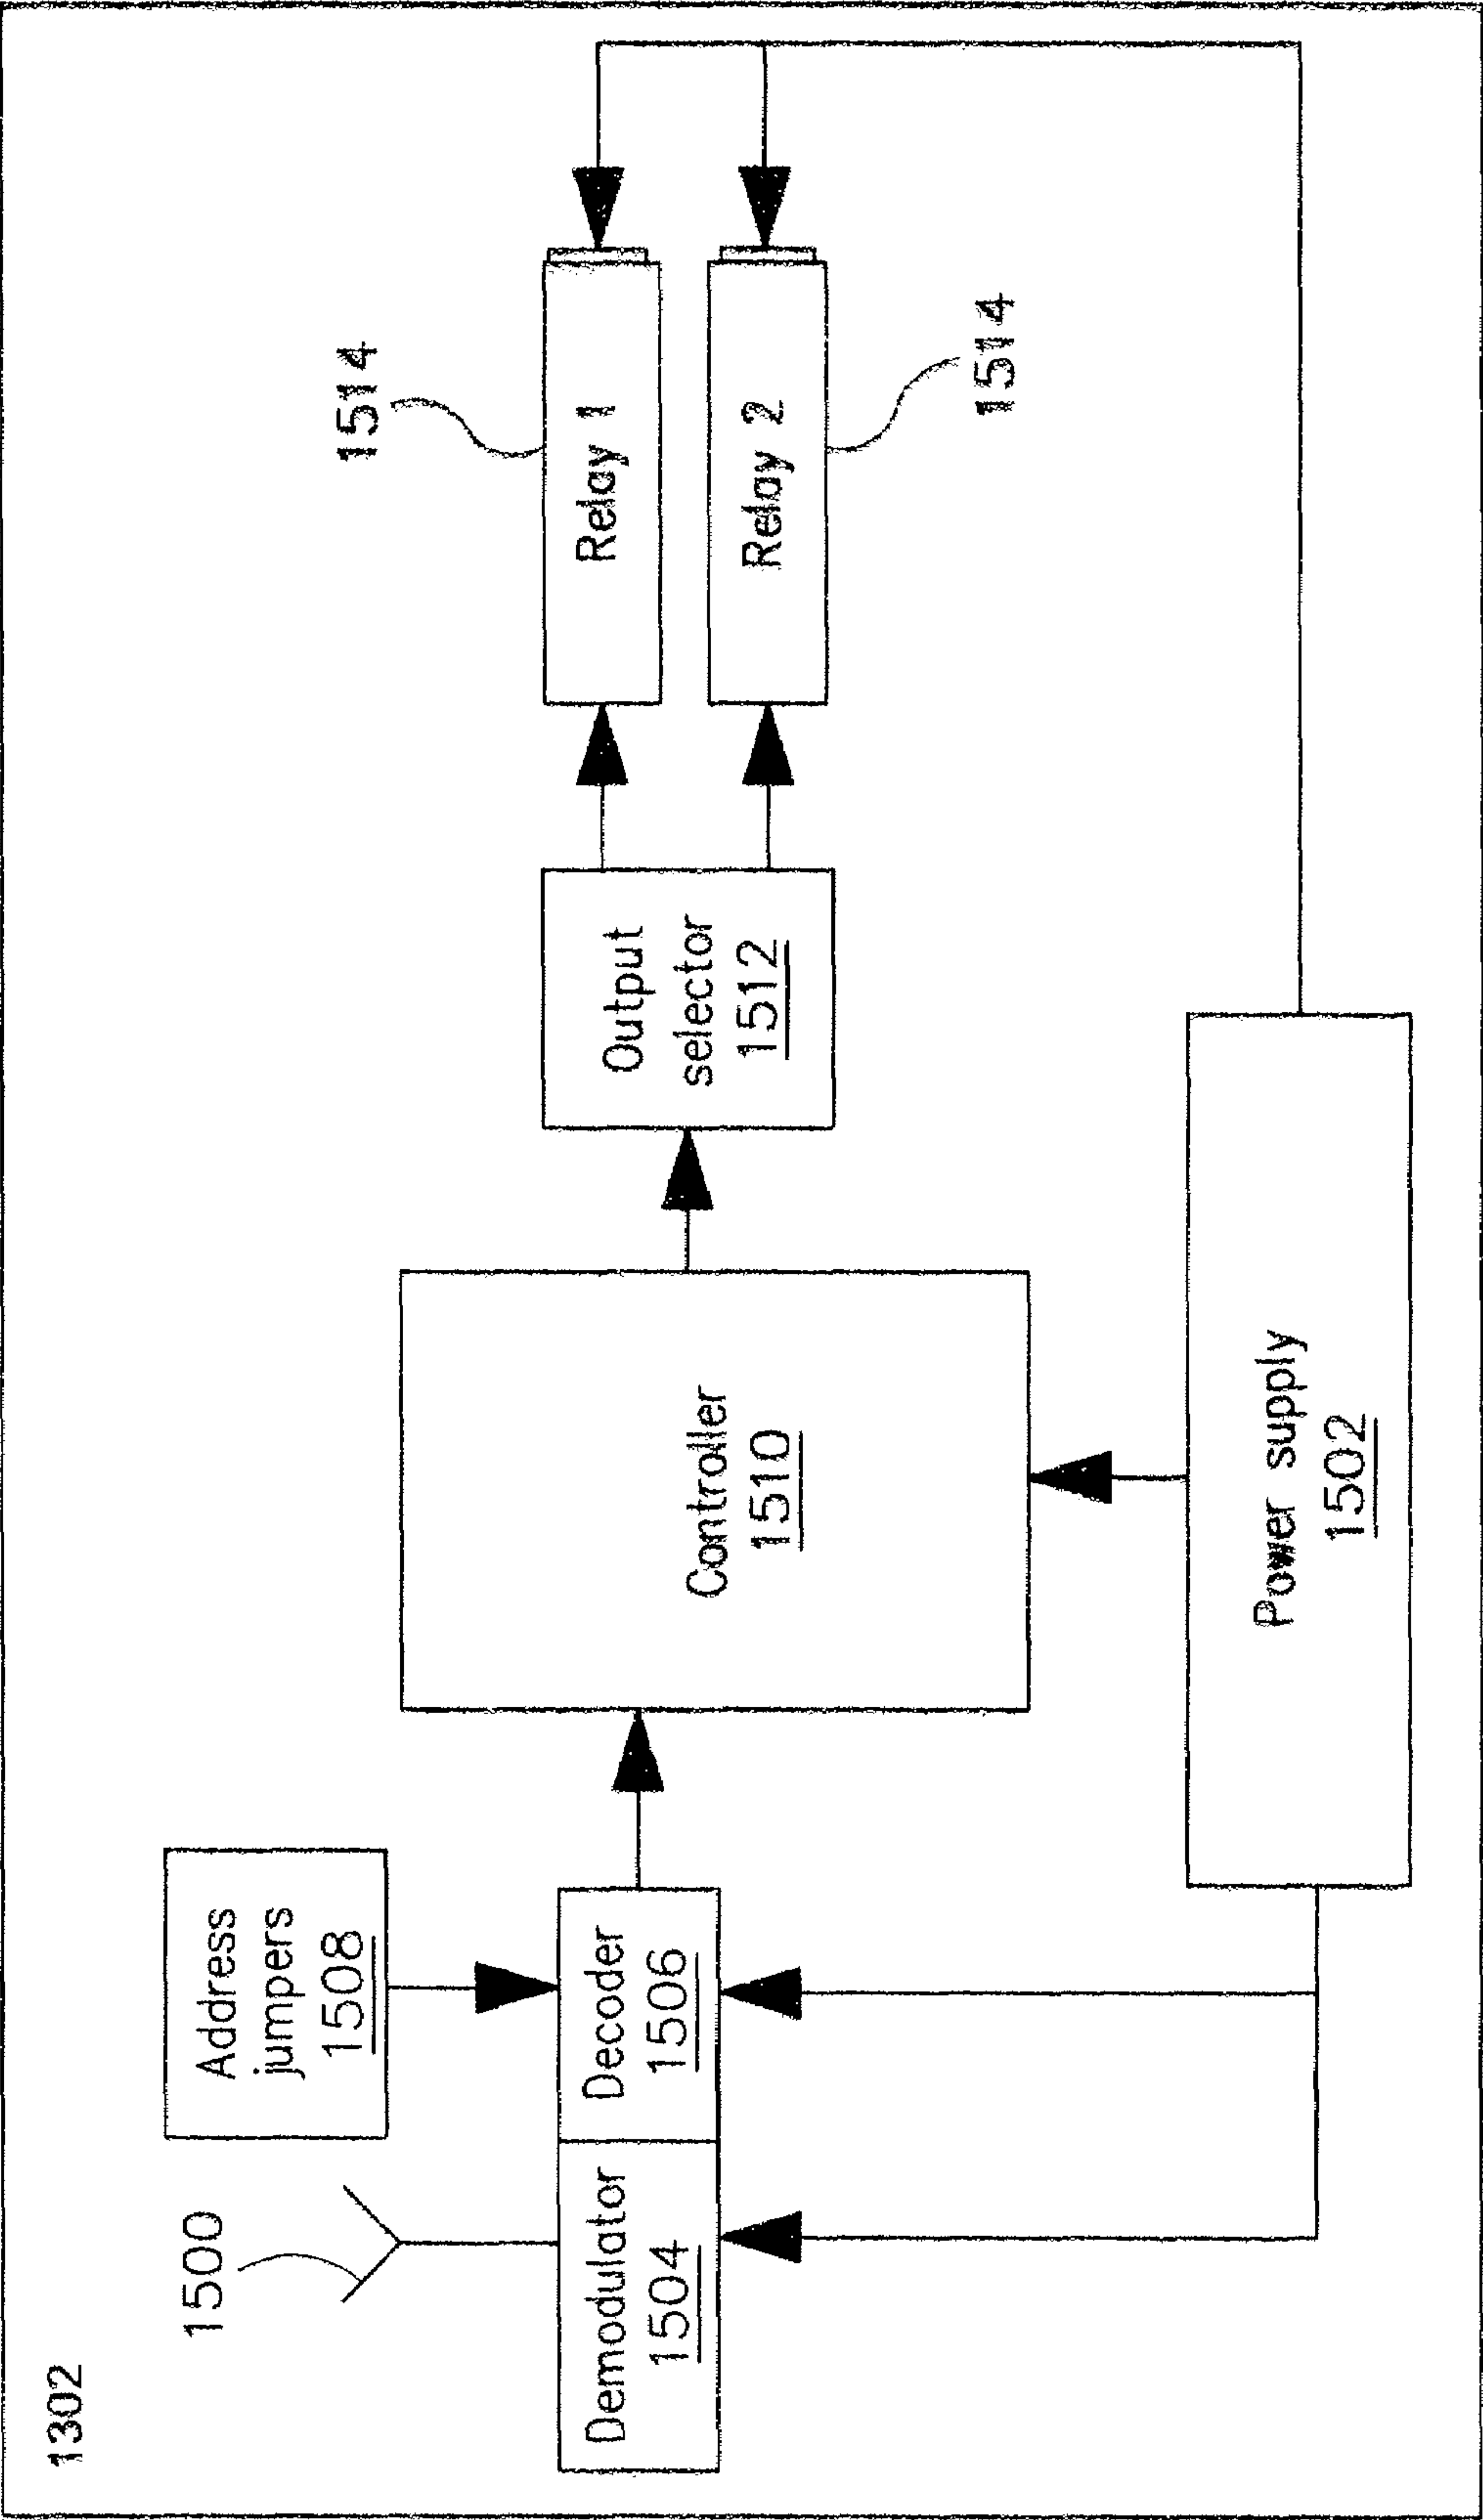 1302
1500
Address
jumpers
1508
Demodulator
1504
Decoder
1506
Controller
1510
Output
selector
1512
1514
Relay 1
Relay 2
1514
Power supply
1502